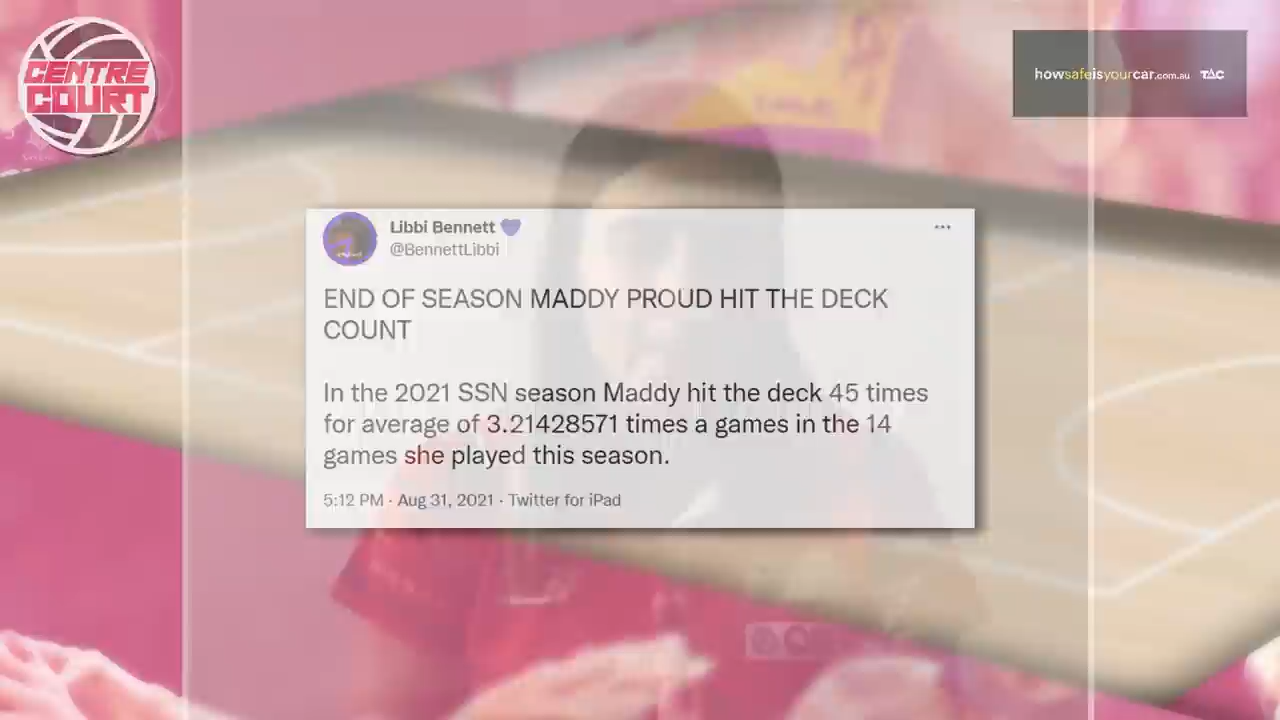 CENTRE
COURT
howsafeisyourcar.com.au TAC
Libbi Bennett
@BennettLibbi
END OF SEASON MADDY PROUD HIT THE DECK
COUNT
In the 2021 SSN season Maddy hit the deck 45 times
for average of 3.21428571 times a games in the 14
games she played this season.
5:12 PM · Aug 31, 2021 · Twitter for iPad